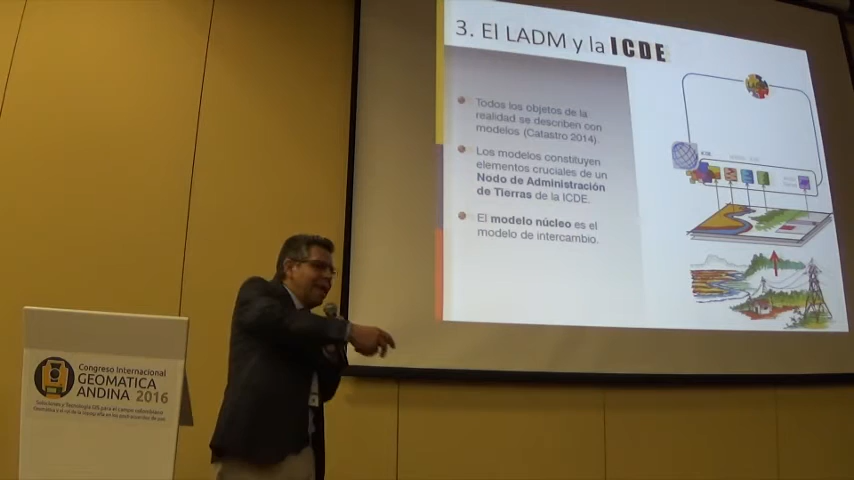 3. El LADM y la ICDE
Todos los objetos de la
realidad se describen con
modelos (Catastro 2014).
Los modelos constituyen
elementos cruciales de un
Nodo de Administración
de Tierras de la ICDE.
El modelo núcleo es el
modelo de intercambio.
Congreso Internacional
GEOMATICA
ANDINA 2016